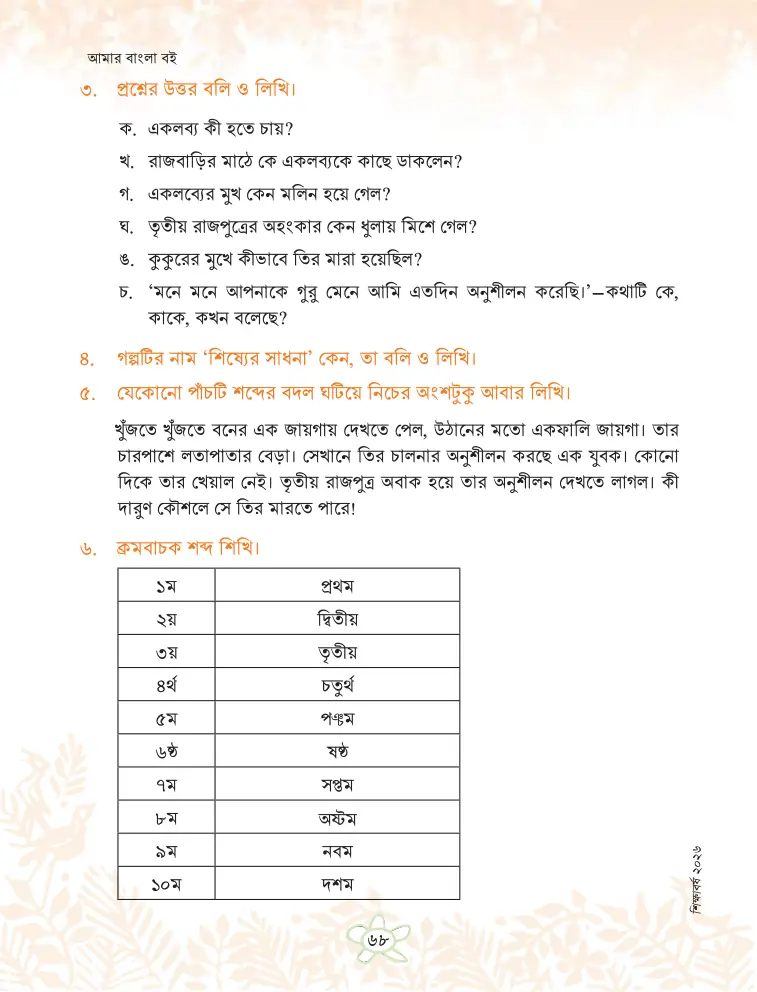 আমার বাংলা বই
৩. প্রশ্নের উত্তর বলি ও লিখি।
ক. একলব্য কী হতে চায়?
খ. রাজবাড়ির মাঠে কে একলব্যকে কাছে ডাকলেন?
গ. একলব্যের মুখ কেন মলিন হয়ে গেল?
ঘ. তৃতীয় রাজপুত্রের অহংকার কেন ধুলায় মিশে গেল?
ঙ. কুকুরের মুখে কীভাবে তির মারা হয়েছিল?
চ. ‘মনে মনে আপনাকে গুরু মেনে আমি এতদিন অনুশীলন করেছি।’–কথাটি কে,
কাকে, কখন বলেছে?
৪. গল্পটির নাম ‘শিষ্যের সাধনা’ কেন, তা বলি ও লিখি।
৫. যেকোনো পাঁচটি শব্দের বদল ঘটিয়ে নিচের অংশটুকু আবার লিখি।
খুঁজতে খুঁজতে বনের এক জায়গায় দেখতে পেল, উঠানের মতো একফালি জায়গা। তার
চারপাশে লতাপাতার বেড়া। সেখানে তির চালনার অনুশীলন করছে এক যুবক। কোনো
দিকে তার খেয়াল নেই। তৃতীয় রাজপুত্র অবাক হয়ে তার অনুশীলন দেখতে লাগল। কী
দারুণ কৌশলে সে তির মারতে পারে!
৬. ক্রমবাচক শব্দ শিখি।
১ম প্রথম
২য় দ্বিতীয়
৩য় তৃতীয়
৪র্থ চতুর্থ
৫ম পঞ্চম
৬ষ্ঠ ষষ্ঠ
৭ম সপ্তম
৮ম অষ্টম
৯ম নবম
১০ম দশম
শিক্ষাবর্ষ ২০২৬
৬৮